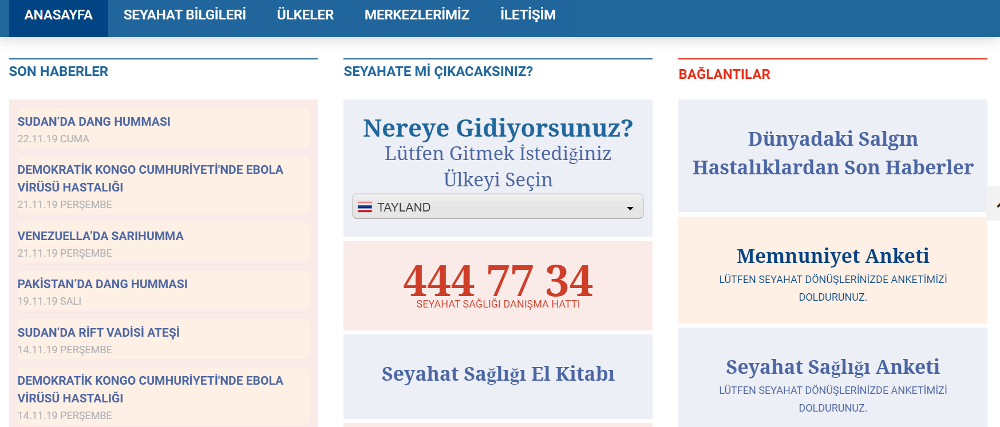 ANASAYFA SEYAHAT BİLGİLERİ ÜLKELER MERKEZLERİMİZ İLETİŞİM
SON HABERLER
SUDAN’DA DANG HUMMASI
22.11.19 CUMA
DEMOKRATİK KONGO CUMHURİYETİ'NDE EBOLA
VİRÜSÜ HASTALIĞI
21.11.19 PERŞEMBE
VENEZUELLA’DA SARIHUMMA
21.11.19 PERŞEMBE
PAKİSTAN’DA DANG HUMMASI
19.11.19 SALI
SUDAN’DA RİFT VADİSİ ATEŞİ
14.11.19 PERŞEMBE
DEMOKRATİK KONGO CUMHURİYETİ'NDE EBOLA
VİRÜSÜ HASTALIĞI
14.11.19 PERŞEMBE
SEYAHATE Mİ ÇIKACAKSINIZ?
Nereye Gidiyorsunuz?
Lütfen Gitmek İstediğiniz
Ülkeyi Seçin
TAYLAND
444 77 34
SEYAHAT SAĞLIĞI DANIŞMA HATTI
Seyahat Sağlığı El Kitabı
BAĞLANTILAR
Dünyadaki Salgın
Hastalıklardan Son Haberler
Memnuniyet Anketi
LÜTFEN SEYAHAT DÖNÜŞLERİNİZDE ANKETİMİZİ
DOLDURUNUZ.
Seyahat Sağlığı Anketi
LÜTFEN SEYAHAT DÖNÜŞLERİNİZDE ANKETİMİZİ
DOLDURUNUZ.